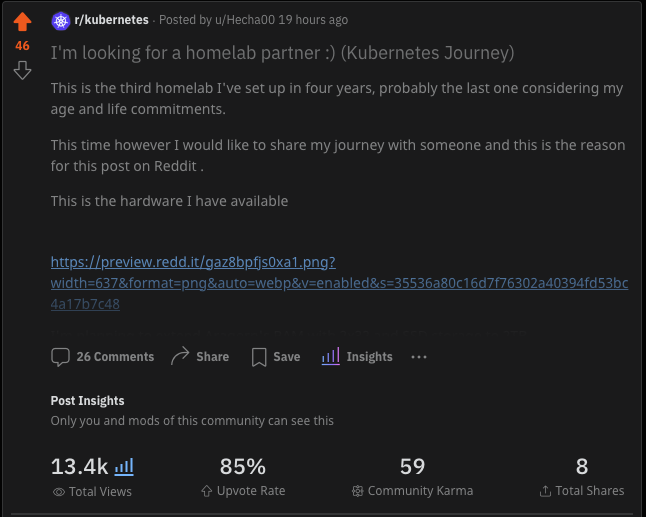 r/kubernetes · Posted by u/Hecha00 19 hours ago
46
I'm looking for a homelab partner :) (Kubernetes Journey)
This is the third homelab I've set up in four years, probably the last one considering my
age and life commitments.
This time however I would like to share my journey with someone and this is the reason
for this post on Reddit .
This is the hardware I have available
https://preview.redd.it/gaz8bpfjs0xa1.png?
width=637&format=png&auto=webp&v=enabled&s=35536a80c16d7f76302a40394fd53bc
4a17b7c48
26 Comments Share Save Insights ...
Post Insights
Only you and mods of this community can see this
13.4k 85% 59 8
Total Views Upvote Rate Community Karma Total Shares